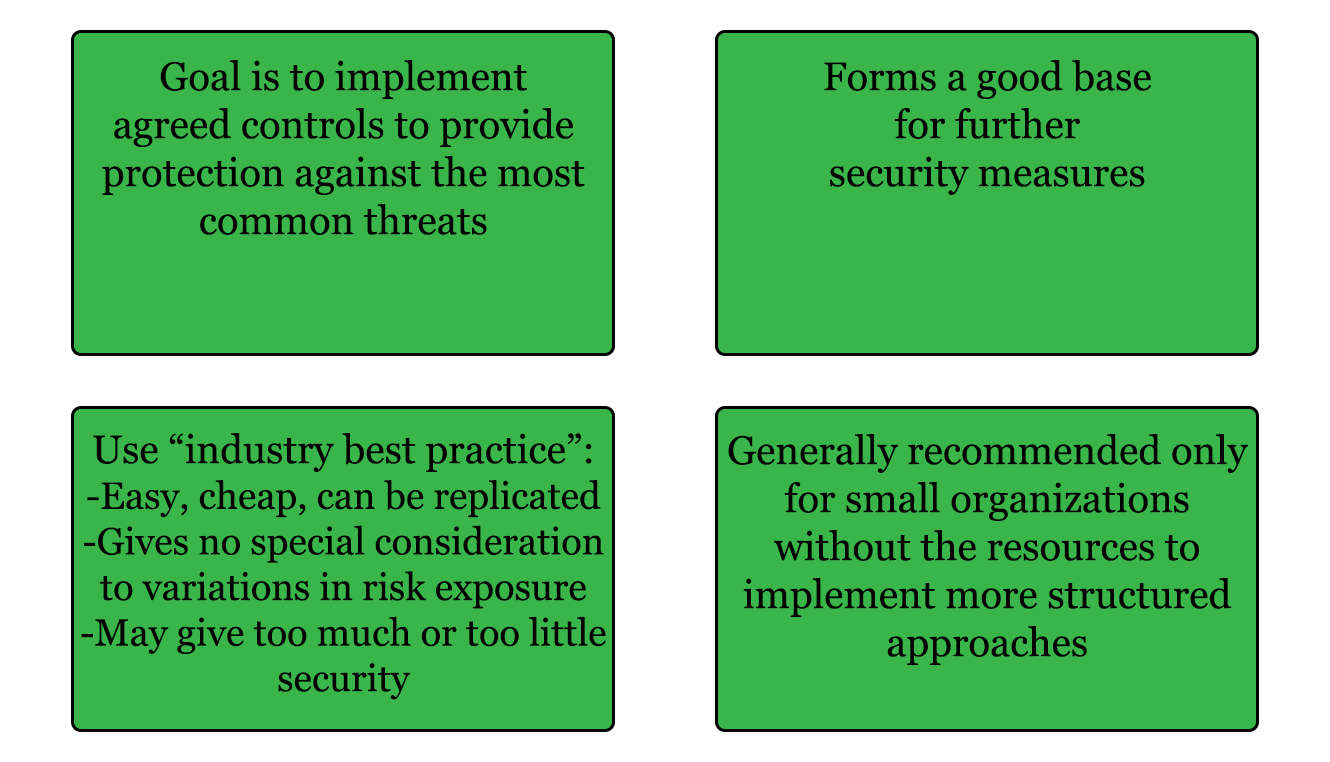 Goal is to implement
agreed controls to provide
protection against the most
common threats
Forms a good base
for further
security measures
Use “industry best practice”:
-Easy, cheap, can be replicated
-Gives no special consideration
to variations in risk exposure
-May give too much or too little
security
Generally recommended only
for small organizations
without the resources to
implement more structured
approaches